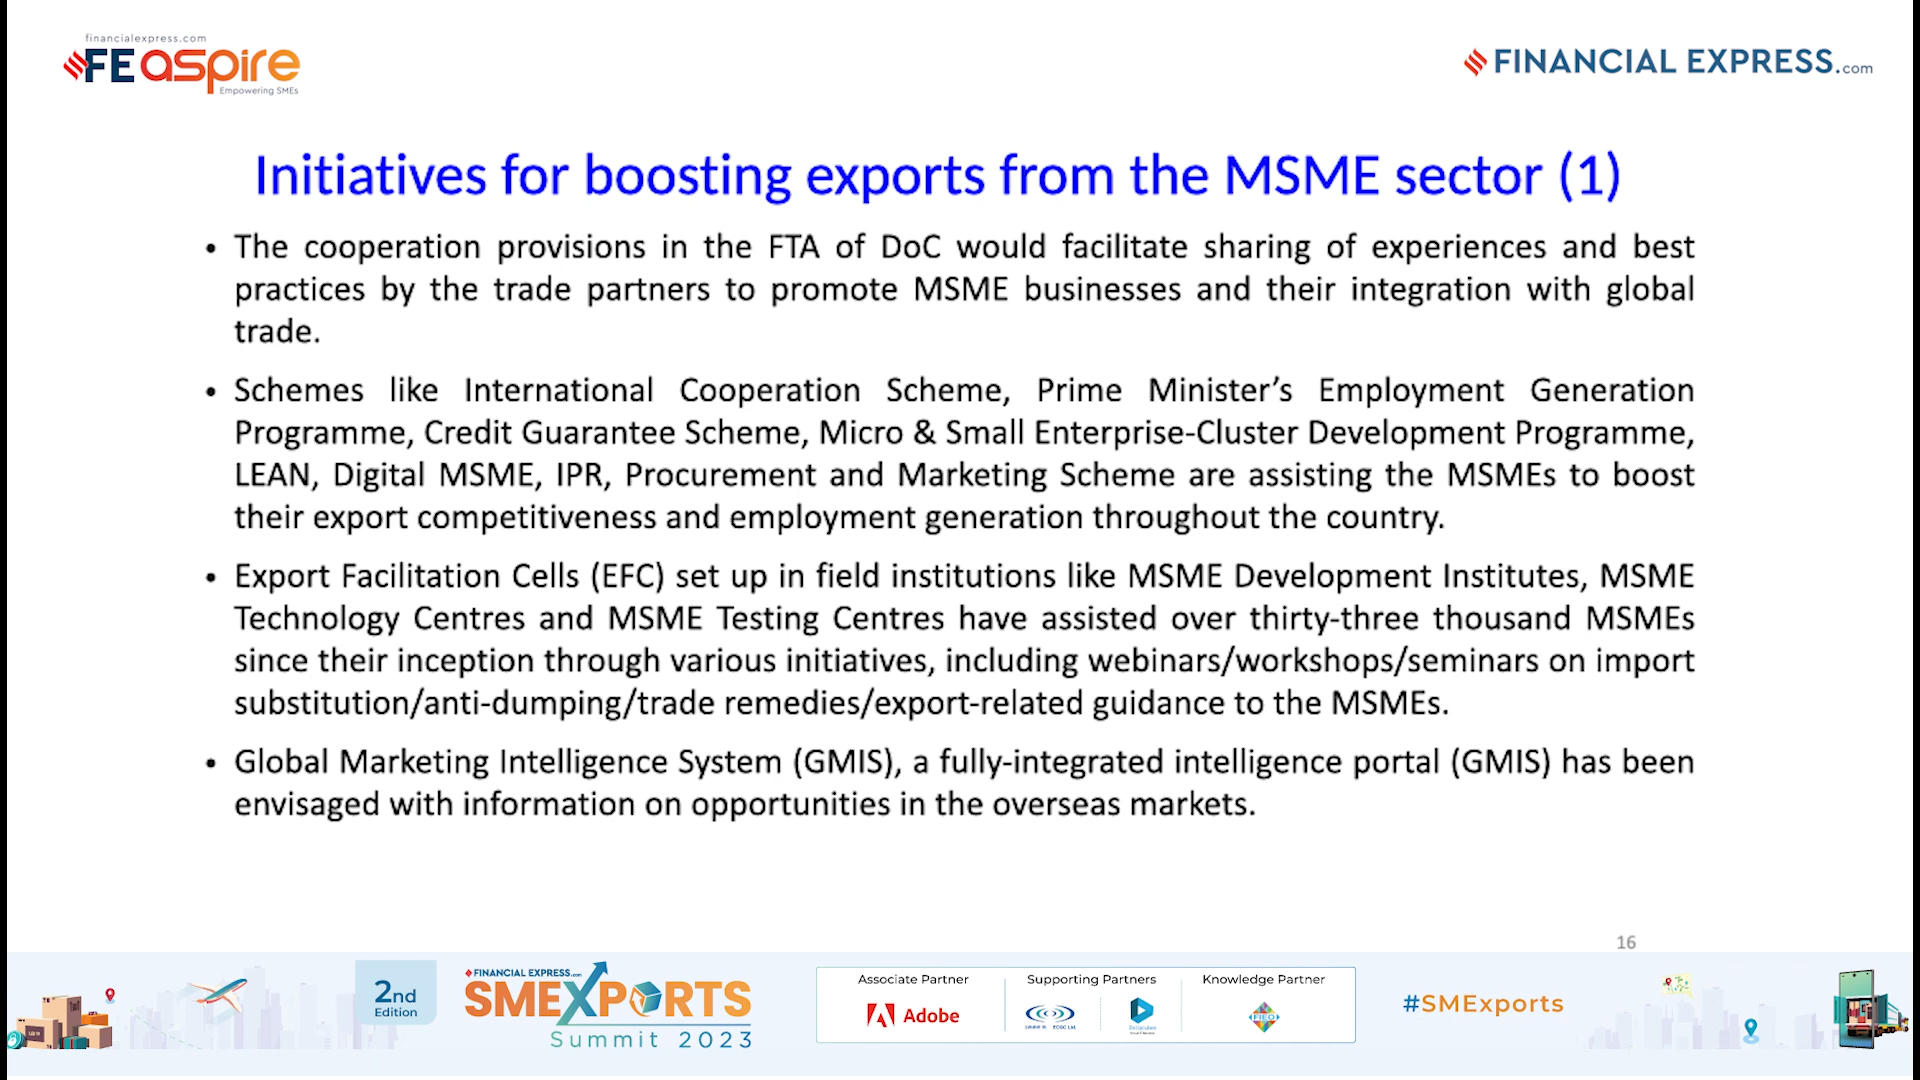 financialexpress.com
FE aspire
Empowering SMEs
FINANCIAL EXPRESS.com
Initiatives for boosting exports from the MSME sector (1)
• The cooperation provisions in the FTA of DoC would facilitate sharing of experiences and best
practices by the trade partners to promote MSME businesses and their integration with global
trade.
• Schemes like International Cooperation Scheme, Prime Minister’s Employment Generation
Programme, Credit Guarantee Scheme, Micro & Small Enterprise-Cluster Development Programme,
LEAN, Digital MSME, IPR, Procurement and Marketing Scheme are assisting the MSMEs to boost
their export competitiveness and employment generation throughout the country.
• Export Facilitation Cells (EFC) set up in field institutions like MSME Development Institutes, MSME
Technology Centres and MSME Testing Centres have assisted over thirty-three thousand MSMEs
since their inception through various initiatives, including webinars/workshops/seminars on import
substitution/anti-dumping/trade remedies/export-related guidance to the MSMEs.
• Global Marketing Intelligence System (GMIS), a fully-integrated intelligence portal (GMIS) has been
envisaged with information on opportunities in the overseas markets.
16
2nd
Edition
FINANCIAL EXPRESS.com
SMEXPORTS
Summit 2023
Associate Partner
Adobe
Supporting Partners
ECGC Ltd.
Knowledge Partner
FIEO
#SMExports